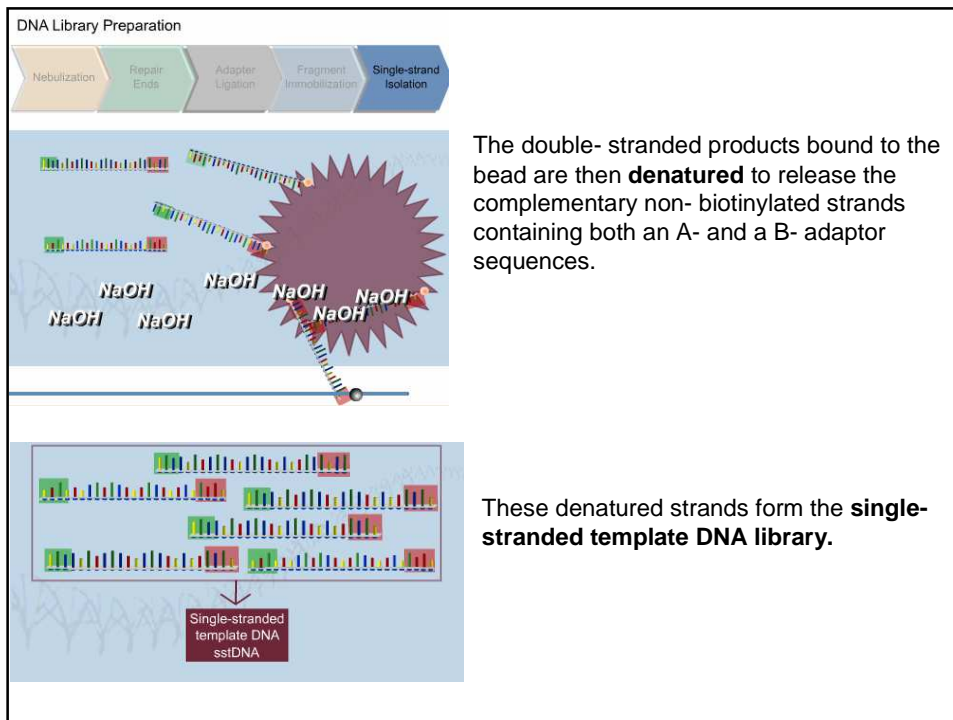 DNA Library Preparation
Nebulization
Repair
Ends
Adapter
Ligation
Fragment
Immobilization
Single-strand
Isolation
The double- stranded products bound to the
bead are then denatured to release the
complementary non- biotinylated strands
containing both an A- and a B- adaptor
sequences.
NaOH
NaOH
NaOH
NaOH
NaOH
NaOH
NaOH
These denatured strands form the single-
stranded template DNA library.
Single-stranded
template DNA
sstDNA